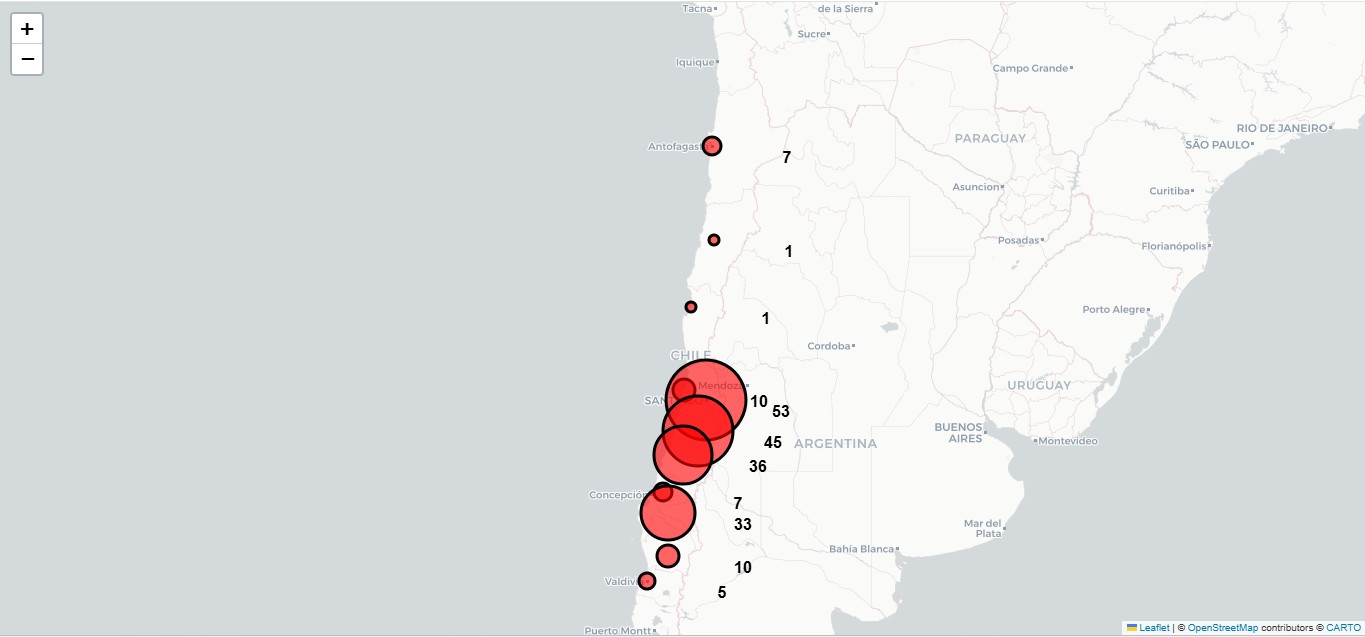 +
−
Tacna
de la Sierra
Sucre
Iquique
Campo Grande
RIO DE JANEIRO
PARAGUAY
SÃO PAULO
Antofagast
7
Asuncion
Curitiba
Posadas
Florianópolis
1
Porto Alegre
1
Cordoba
CHILE
Mendoza
URUGUAY
SAN
10
53
BUENOS
AIRES
45
ARGENTINA
Montevideo
36
Concepción
7
33
Mar del
Plata
Bahía Blanca
10
Valdivi
5
Puerto Montt
Leaflet | © OpenStreetMap contributors © CARTO